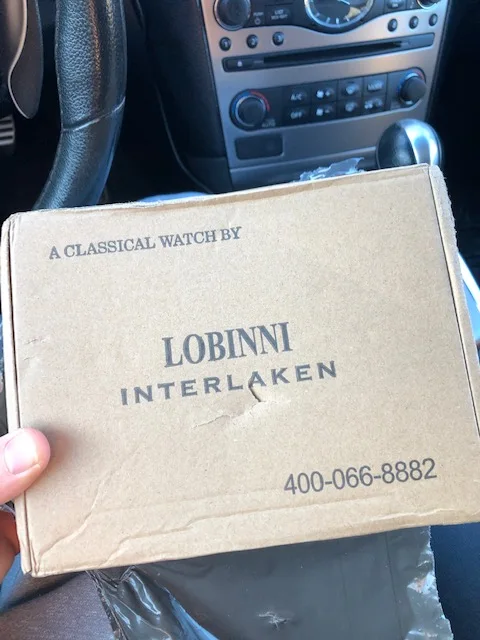 A CLASSICAL WATCH BY
LOBINNI
INTERLAKEN
400-066-8882